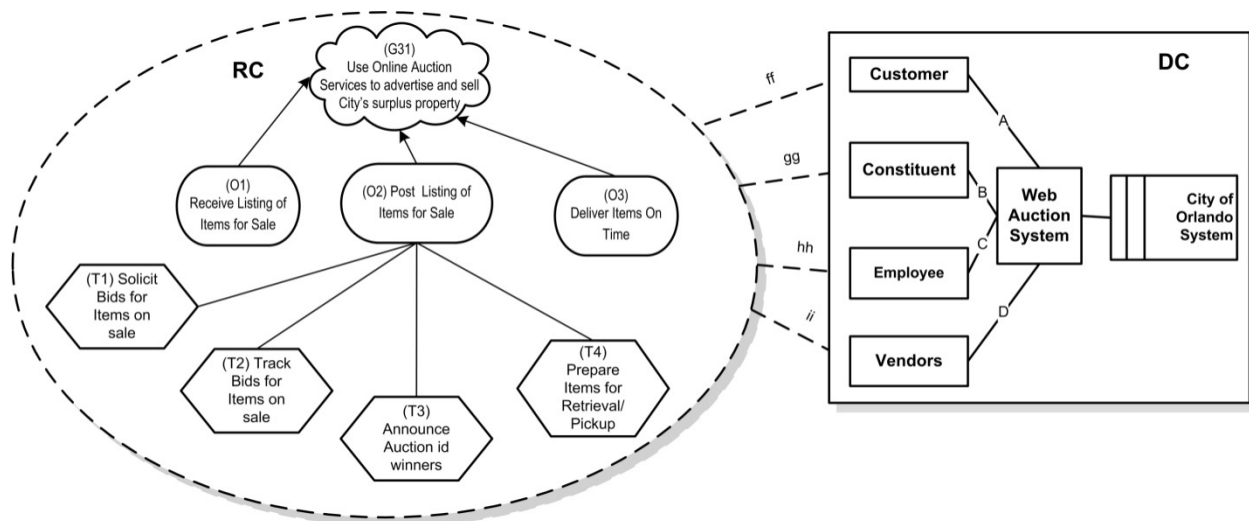 RC
(G31)
Use Online Auction
Services to advertise and sell
City's surplus property
(O1)
Receive Listing of
Items for Sale
(O2) Post Listing of
Items for Sale
(O3)
Deliver Items On
Time
(T1) Solicit
Bids for
Items on
sale
(T2) Track
Bids for
Items on
sale
(T3)
Announce
Auction id
winners
(T4)
Prepare
Items for
Retrieval/
Pickup
ff
gg
hh
ii
DC
Customer
Constituent
Employee
Vendors
A
B
C
D
Web
Auction
System
City of
Orlando
System